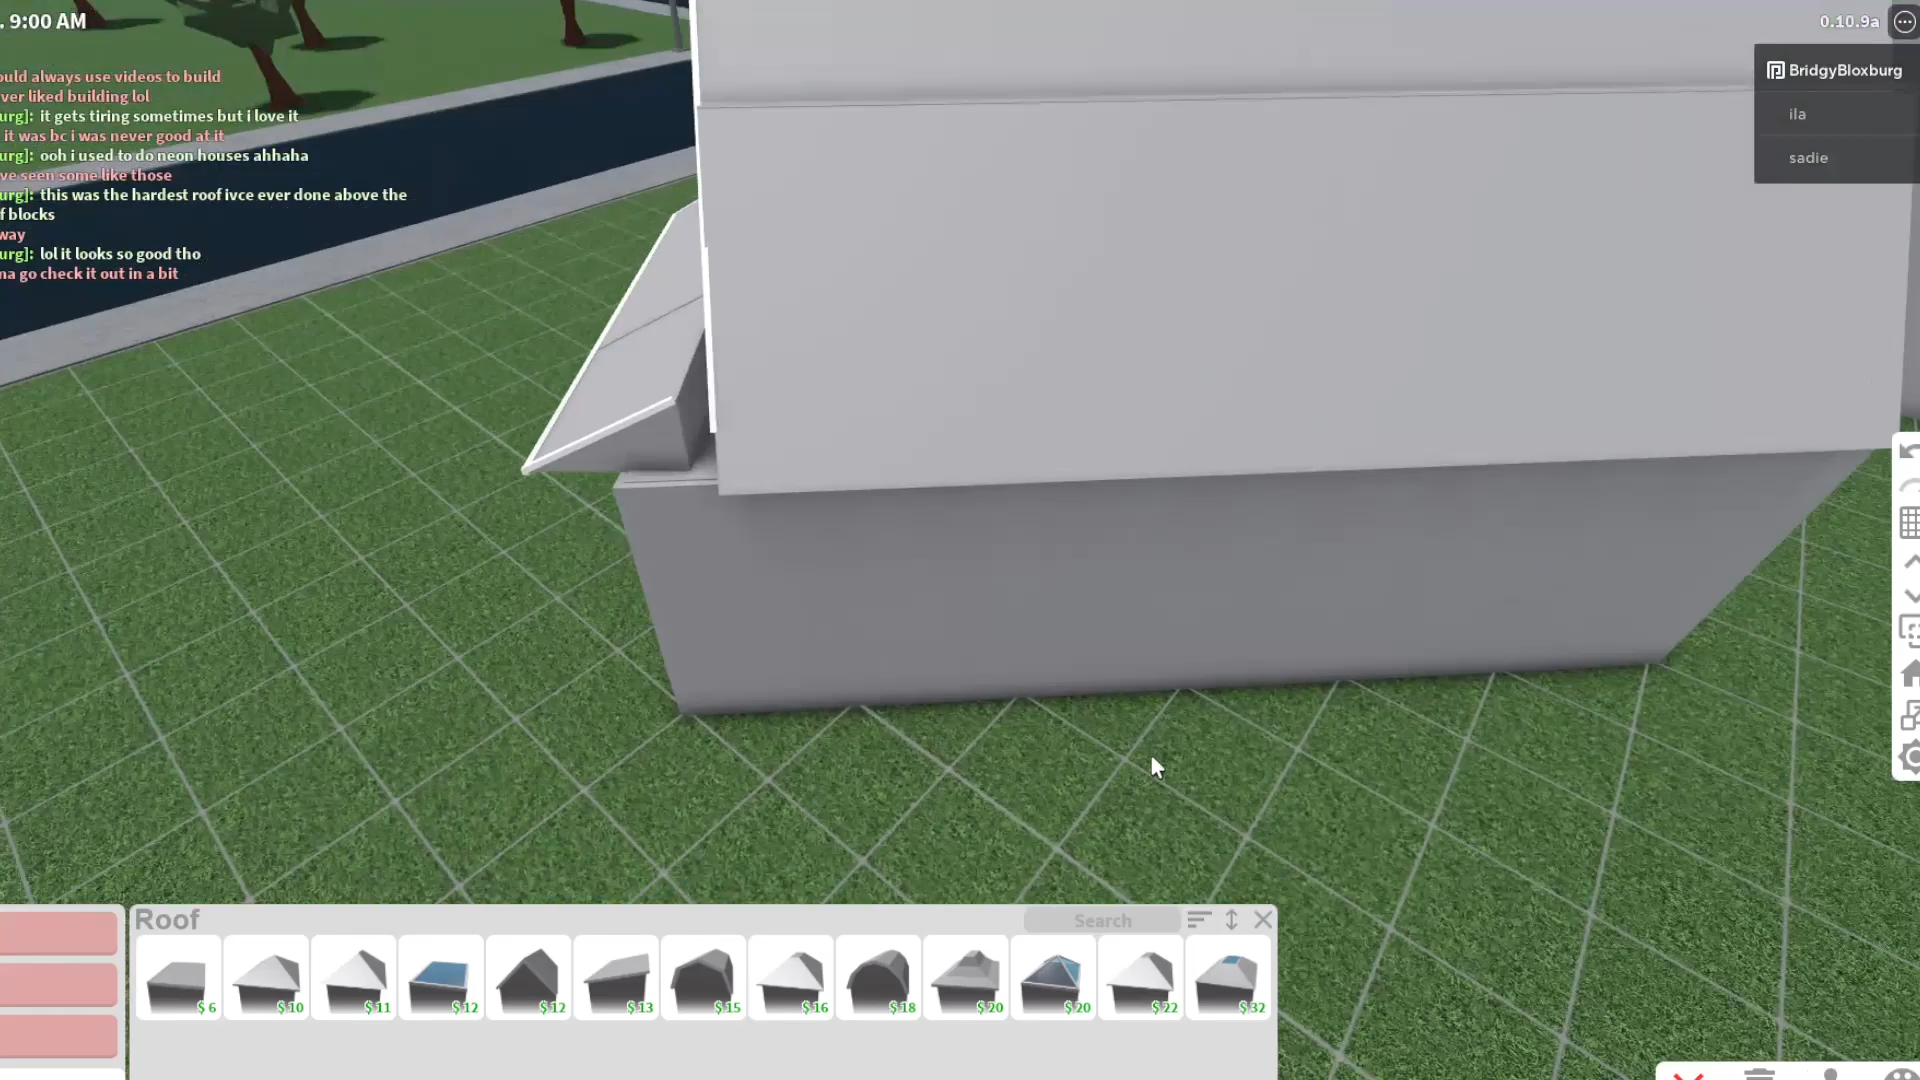 . 9:00 AM
0.10.9a
BridgyBloxburg
ila
sadie
ould always use videos to build
ver liked building lol
urg]: it gets tiring sometimes but i love it
it was bc i was never good at it
urg]: ooh i used to do neon houses ahhaha
ve seen some like those
urg]: this was the hardest roof ivce ever done above the
f blocks
way
urg]: lol it looks so good tho
na go check it out in a bit
Roof
Search
$ 6
$ 10
$ 11
$ 12
$ 12
$ 13
$ 15
$ 16
$ 18
$ 20
$ 20
$ 22
$ 32